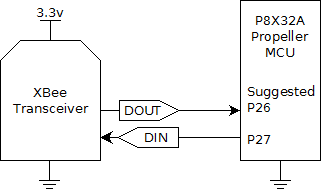 3.3v
XBee
Transceiver
DOUT
DIN
P8X32A
Propeller
MCU
Suggested
P26
P27